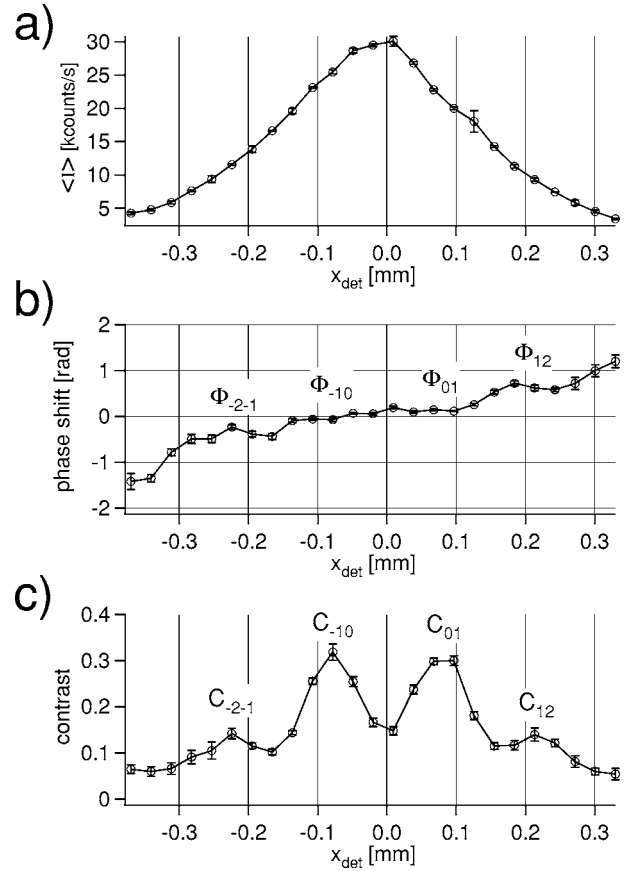 a)
<I> [kcounts/s]
30
25
20
15
10
5
-0.3 -0.2 -0.1 0.0 0.1 0.2 0.3
x_det [mm]
b)
phase shift [rad]
2
1
0
-1
-2
Φ_-2-1 Φ_-10 Φ_01 Φ_12
-0.3 -0.2 -0.1 0.0 0.1 0.2 0.3
x_det [mm]
c)
contrast
0.4
0.3
0.2
0.1
0
C_-2-1 C_-10 C_01 C_12
-0.3 -0.2 -0.1 0.0 0.1 0.2 0.3
x_det [mm]